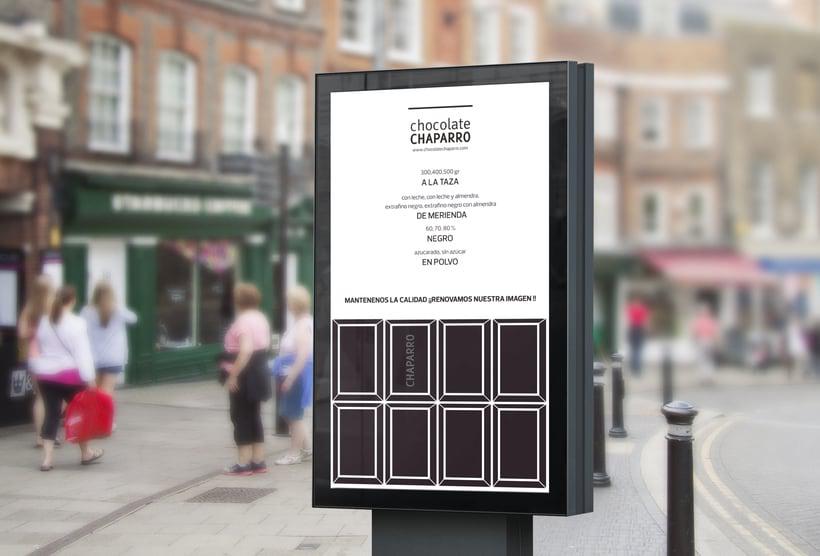 STARBUCKS COFFEE
chocolate
CHAPARRO
www.chocolatechaparro.com
300,400,500 gr
A LA TAZA
con leche, con leche y almendra,
extrafino negro, extrafino negro con almendra
DE MERIENDA
60, 70, 80 %
NEGRO
azucarado, sin azúcar
EN POLVO
MANTENENOS LA CALIDAD ¡¡RENOVAMOS NUESTRA IMAGEN !!
CHAPARRO